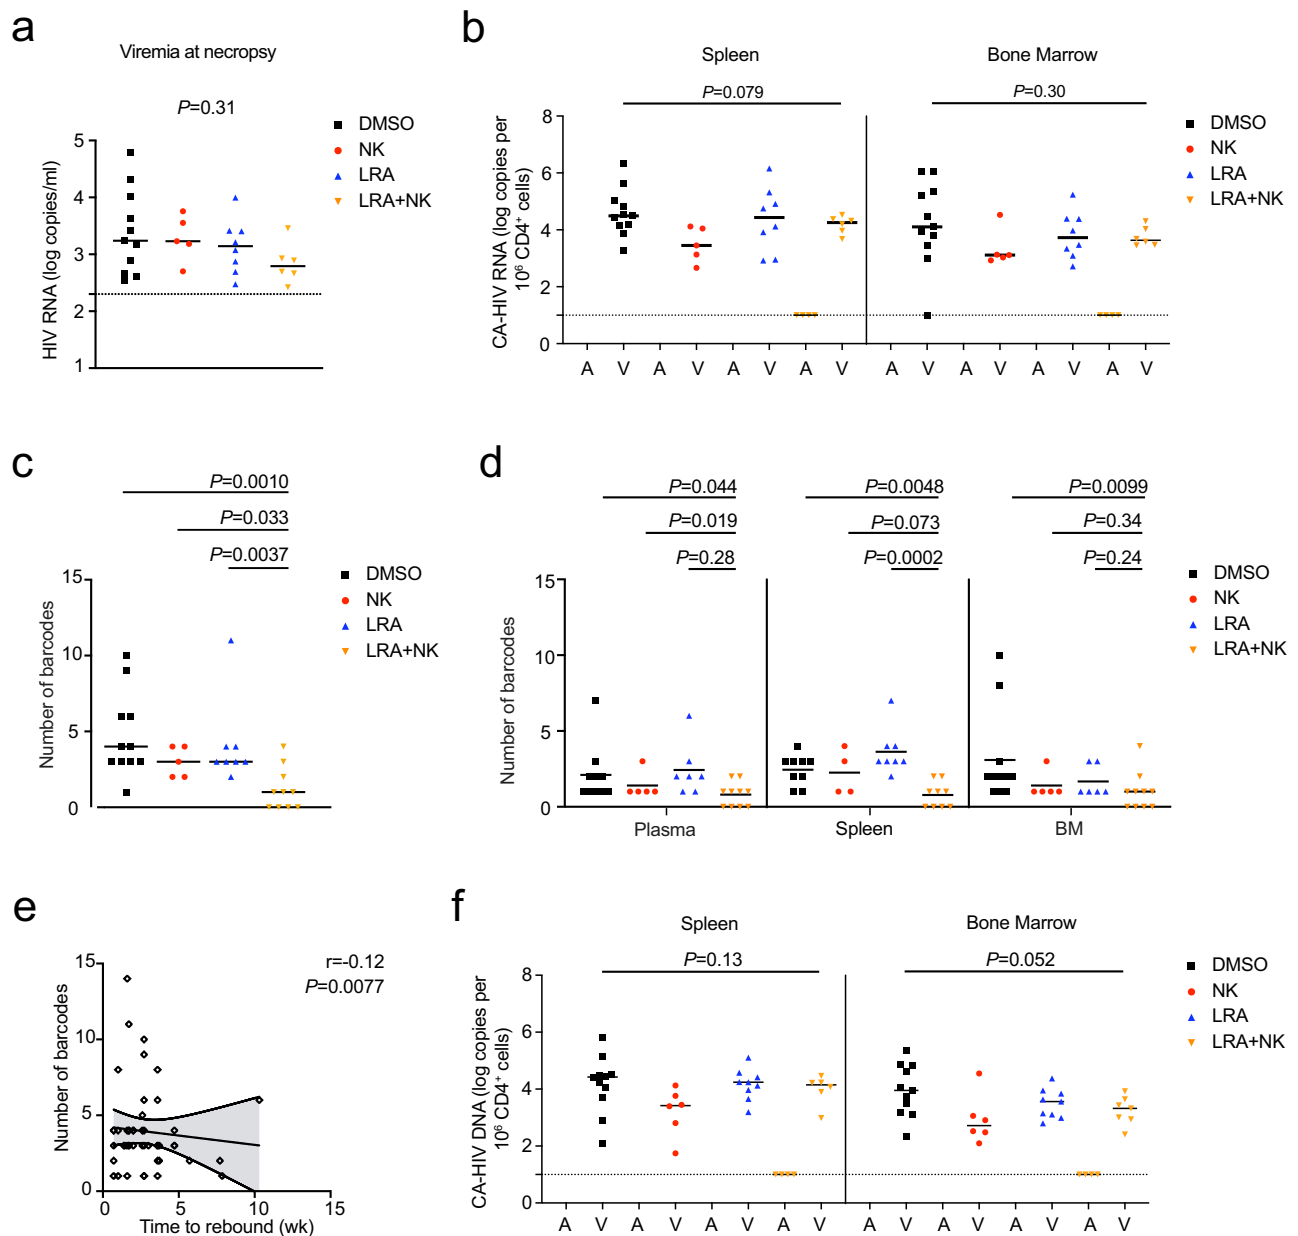 a
Viremia at necropsy
P=0.31
HIV RNA (log copies/ml)
5
4
3
2
1
DMSO
NK
LRA
LRA+NK
b
Spleen
Bone Marrow
P=0.079
P=0.30
CA-HIV RNA (log copies per
10⁶ CD4⁺ cells)
8
6
4
2
0
A V A V A V A V A V A V A V A V
DMSO
NK
LRA
LRA+NK
c
P=0.0010
P=0.033
P=0.0037
Number of barcodes
15
10
5
0
DMSO
NK
LRA
LRA+NK
d
P=0.044
P=0.019
P=0.28
P=0.0048
P=0.073
P=0.0002
P=0.0099
P=0.34
P=0.24
Number of barcodes
15
10
5
0
Plasma
Spleen
BM
DMSO
NK
LRA
LRA+NK
e
r=-0.12
P=0.0077
Number of barcodes
15
10
5
0
0 5 10 15
Time to rebound (wk)
f
Spleen
Bone Marrow
P=0.13
P=0.052
CA-HIV DNA (log copies per
10⁶ CD4⁺ cells)
8
6
4
2
0
A V A V A V A V A V A V A V A V
DMSO
NK
LRA
LRA+NK